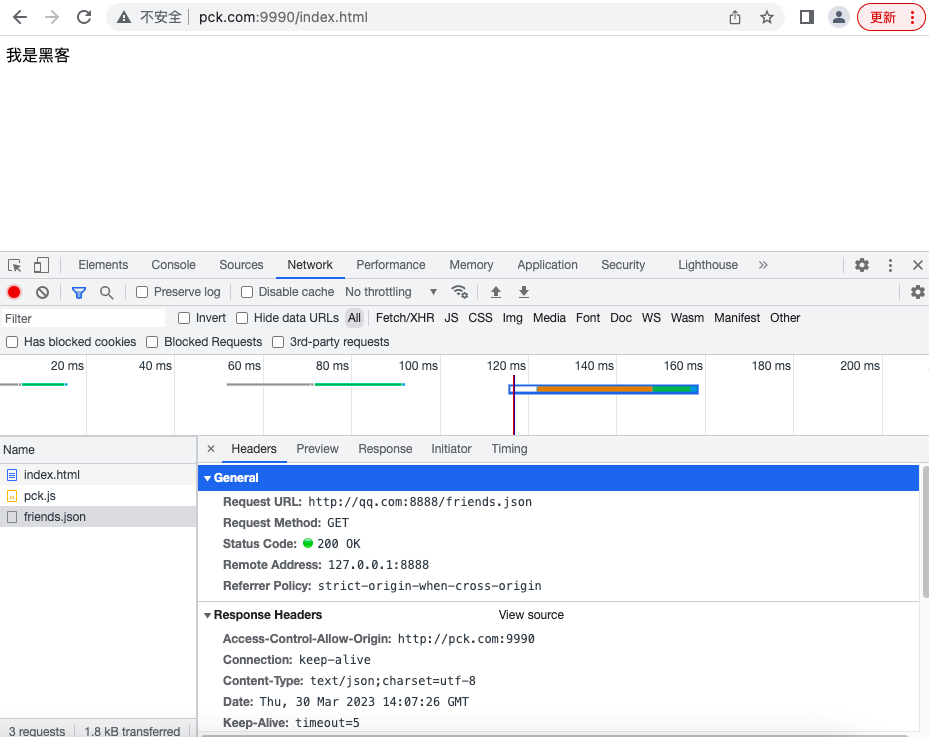 不安全 pck.com:9990/index.html 更新
我是黑客
Elements Console Sources Network Performance Memory Application Security Lighthouse
Preserve log Disable cache No throttling
Filter Invert Hide data URLs All Fetch/XHR JS CSS Img Media Font Doc WS Wasm Manifest Other
Has blocked cookies Blocked Requests 3rd-party requests
20 ms 40 ms 60 ms 80 ms 100 ms 120 ms 140 ms 160 ms 180 ms 200 ms
Name
index.html
pck.js
friends.json
3 requests 1.8 kB transferred
× Headers Preview Response Initiator Timing
General
Request URL: http://qq.com:8888/friends.json
Request Method: GET
Status Code: 200 OK
Remote Address: 127.0.0.1:8888
Referrer Policy: strict-origin-when-cross-origin
Response Headers View source
Access-Control-Allow-Origin: http://pck.com:9990
Connection: keep-alive
Content-Type: text/json;charset=utf-8
Date: Thu, 30 Mar 2023 14:07:26 GMT
Keep-Alive: timeout=5